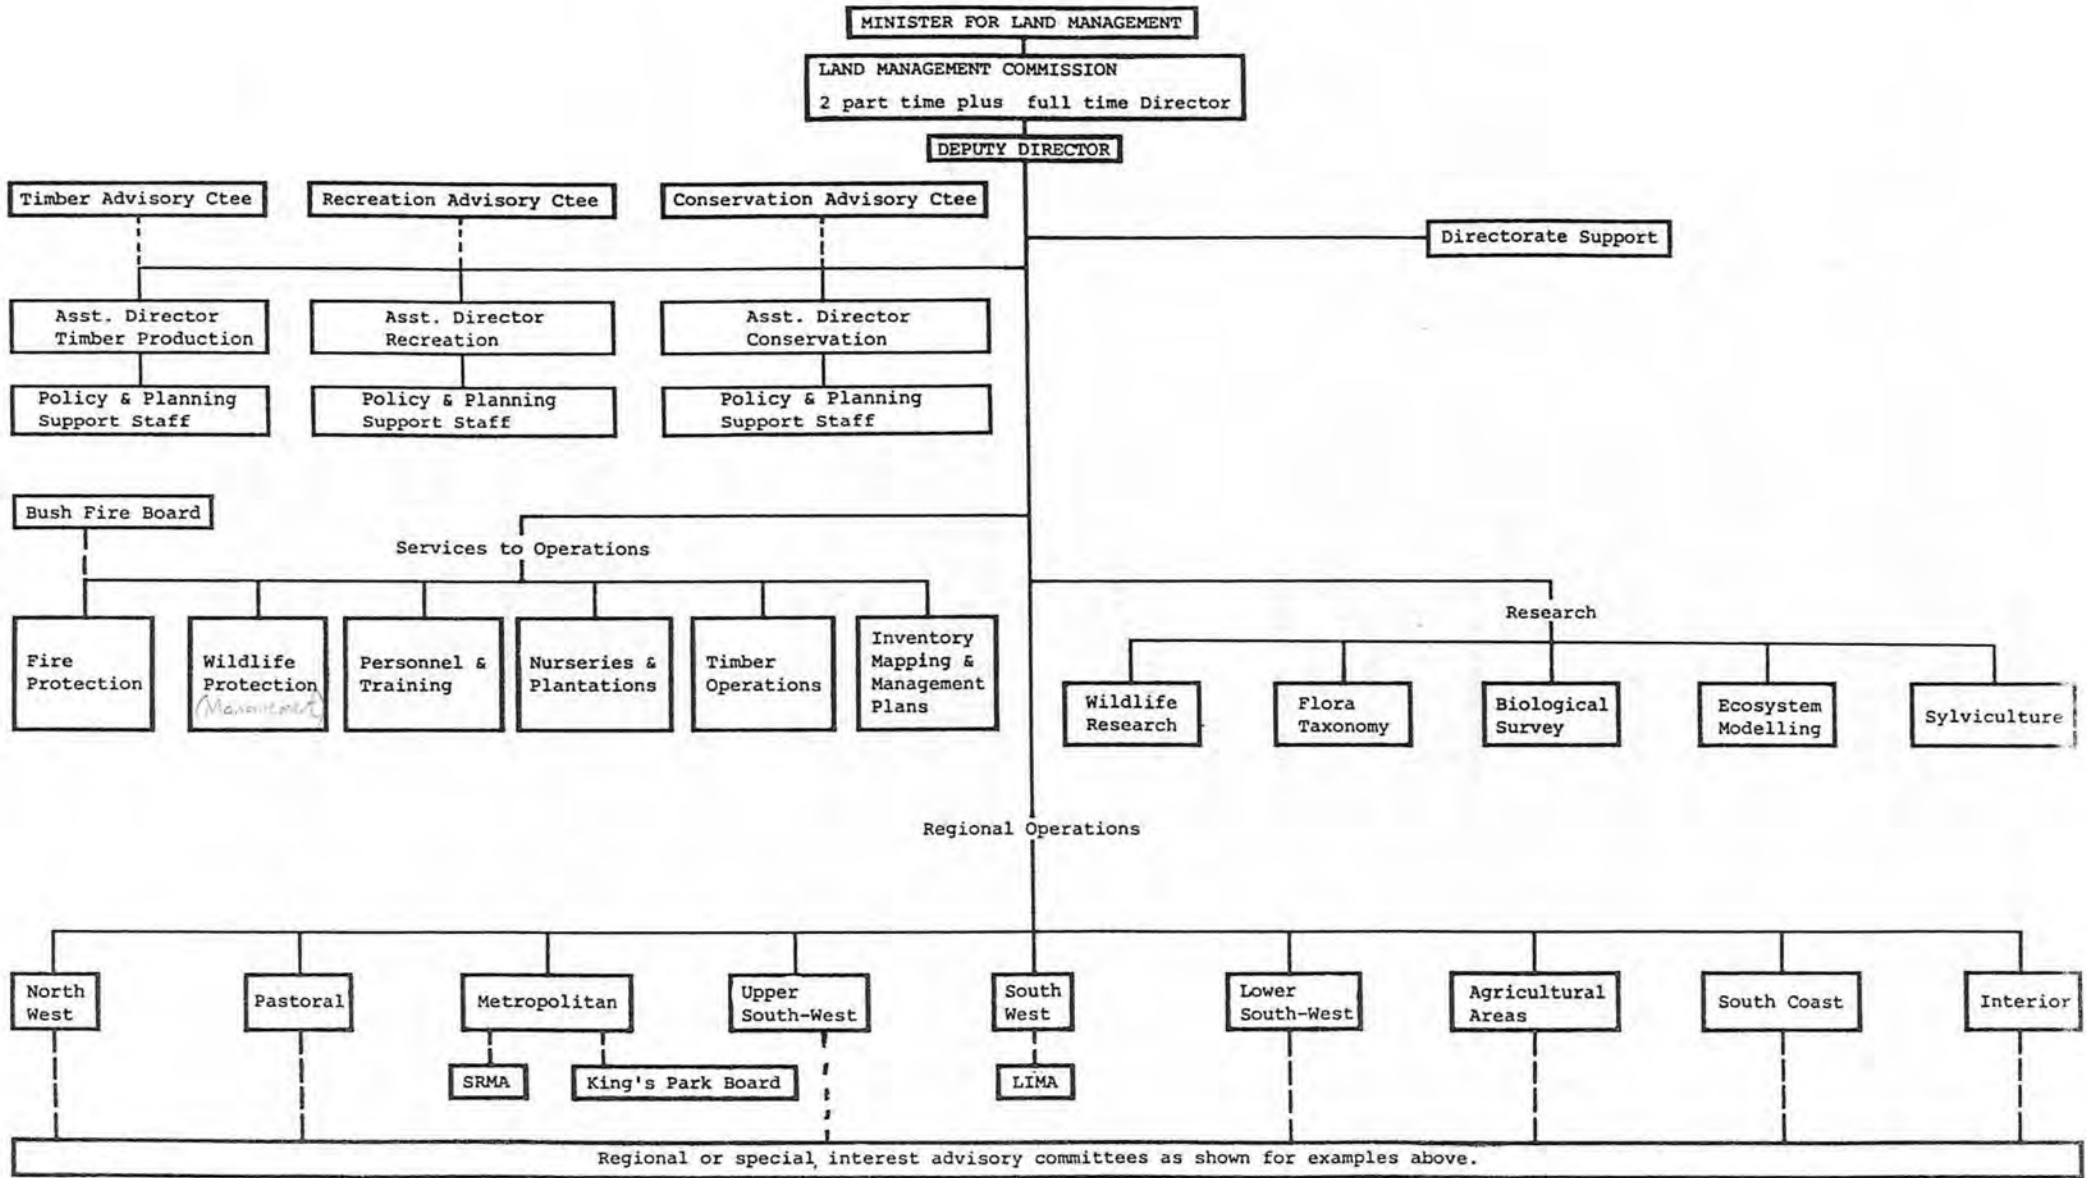 MINISTER FOR LAND MANAGEMENT
LAND MANAGEMENT COMMISSION
2 part time plus full time Director
DEPUTY DIRECTOR
Timber Advisory Ctee
Recreation Advisory Ctee
Conservation Advisory Ctee
Directorate Support
Asst. Director
Timber Production
Asst. Director
Recreation
Asst. Director
Conservation
Policy & Planning
Support Staff
Policy & Planning
Support Staff
Policy & Planning
Support Staff
Bush Fire Board
Services to Operations
Fire
Protection
Wildlife
Protection
(Management)
Personnel &
Training
Nurseries &
Plantations
Timber
Operations
Inventory
Mapping &
Management
Plans
Research
Wildlife
Research
Flora
Taxonomy
Biological
Survey
Ecosystem
Modelling
Sylviculture
Regional Operations
North
West
Pastoral
Metropolitan
Upper
South-West
South
West
Lower
South-West
Agricultural
Areas
South Coast
Interior
SRMA
King's Park Board
LIMA
Regional or special, interest advisory committees as shown for examples above.